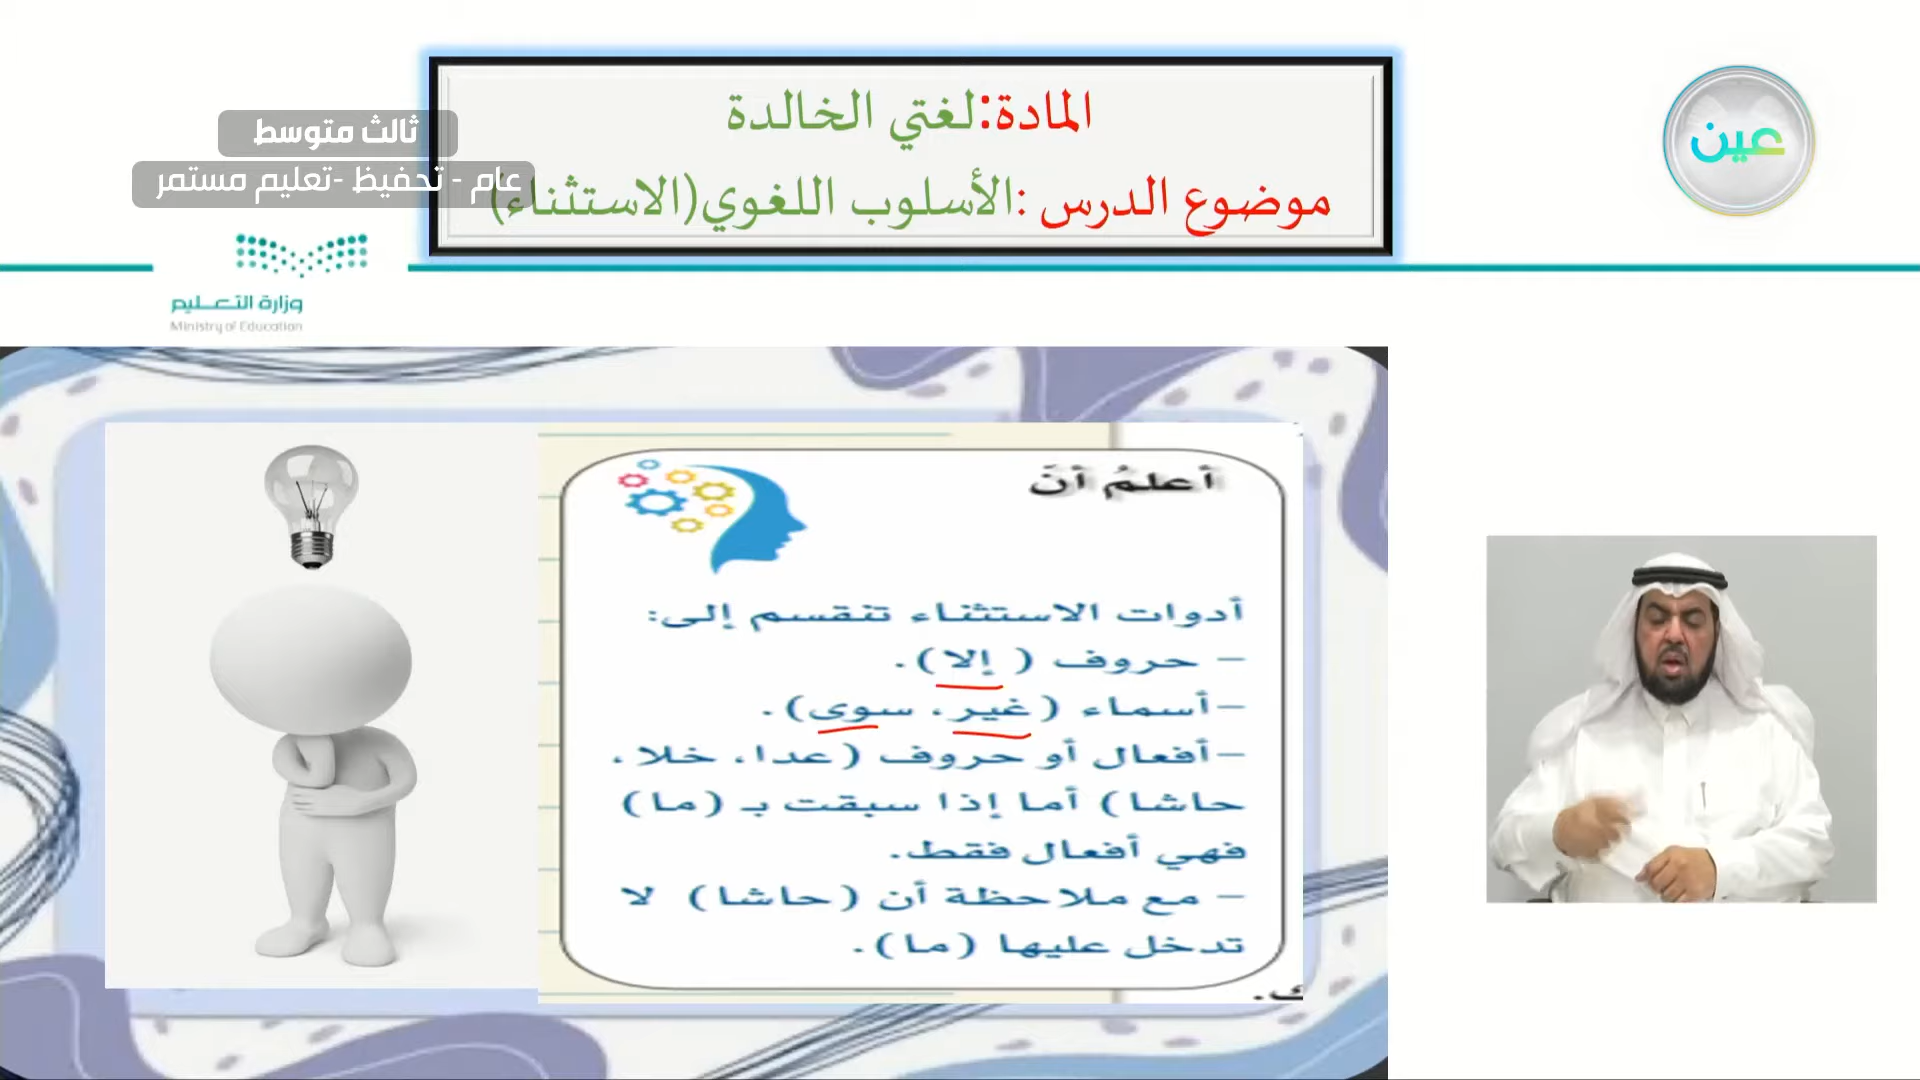 المادة:لغتي الخالدة
موضوع الدرس :الأسلوب اللغوي(الاستثناء)
ثالث متوسط
عام - تحفيظ -تعليم مستمر
عين
وزارة التعليم
Ministry of Education
أعلمُ أنَ
أدوات الاستثناء تنقسم إلى:
– حروف ( إلا).
–أسماء (غير، سوى).
–أفعال أو حروف (عدا، خلا،
حاشا) أما إذا سبقت بـ (ما)
فهي أفعال فقط.
– مع ملاحظة أن (حاشا) لا
تدخل عليها (ما).
ك.